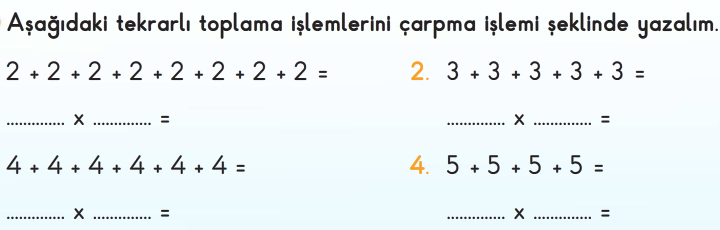 Aşağıdaki tekrarlı toplama işlemlerini çarpma işlemi şeklinde yazalım.
2 + 2 + 2 + 2 + 2 + 2 + 2 + 2 =
2. 3 + 3 + 3 + 3 + 3 =
.............. x .............. =
.............. x .............. =
4 + 4 + 4 + 4 + 4 + 4 =
4. 5 + 5 + 5 + 5 =
.............. x .............. =
.............. x .............. =